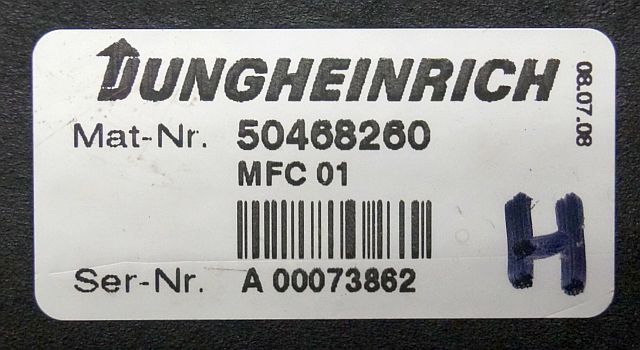 JUNGHEINRICH
08.07.08
Mat-Nr. 50468260
MFC 01
Ser-Nr. A 00073862
H